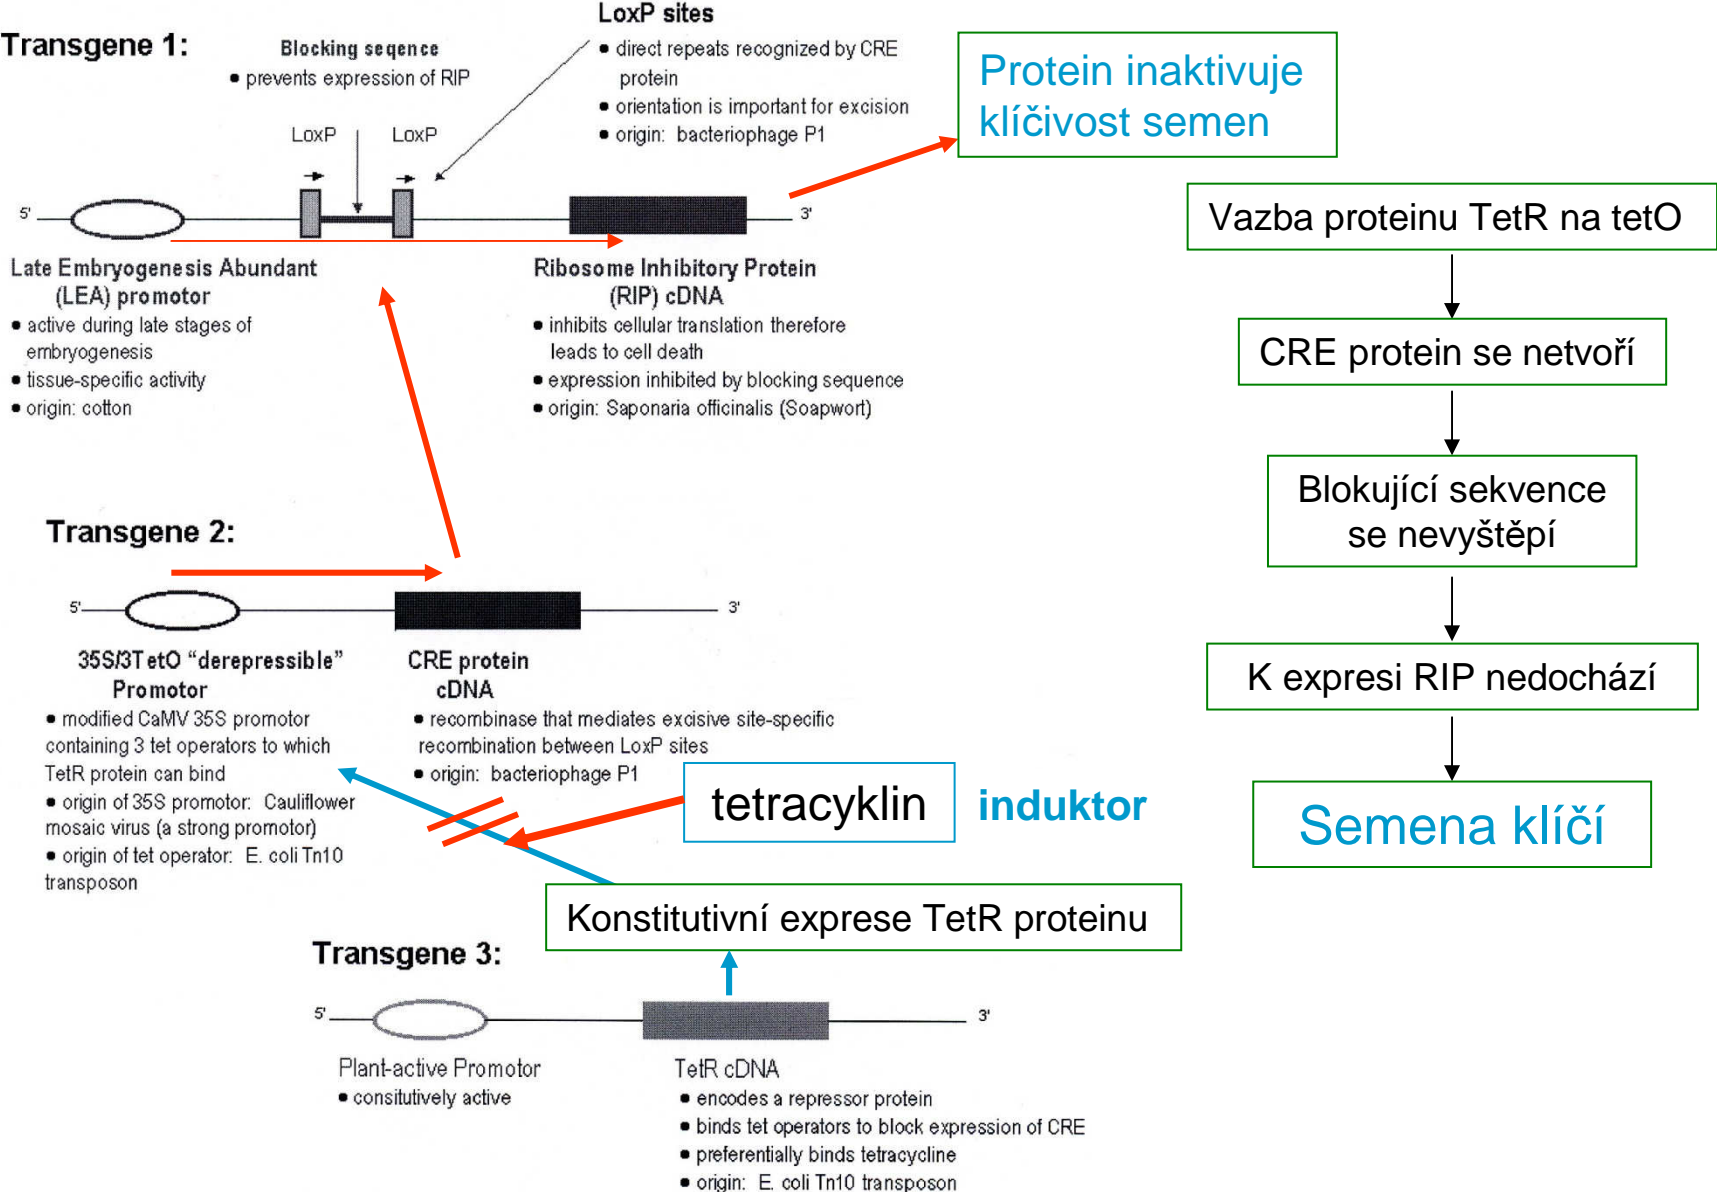 Transgene 1:
Blocking seqence
• prevents expression of RIP
LoxP sites
• direct repeats recognized by CRE
protein
• orientation is important for excision
• origin: bacteriophage P1
Protein inaktivuje
klíčivost semen
LoxP
LoxP
5'
3'
Late Embryogenesis Abundant
(LEA) promotor
• active during late stages of
embryogenesis
• tissue-specific activity
• origin: cotton
Ribosome Inhibitory Protein
(RIP) cDNA
• inhibits cellular translation therefore
leads to cell death
• expression inhibited by blocking sequence
• origin: Saponaria officinalis (Soapwort)
Vazba proteinu TetR na tetO
CRE protein se netvoří
Blokující sekvence
se nevyštěpí
K expresi RIP nedochází
Semena klíčí
Transgene 2:
5'
3'
35S/3TetO “derepressible”
Promotor
• modified CaMV 35S promotor
containing 3 tet operators to which
TetR protein can bind
• origin of 35S promotor: Cauliflower
mosaic virus (a strong promotor)
• origin of tet operator: E. coli Tn10
transposon
CRE protein
cDNA
• recombinase that mediates excisive site-specific
recombination between LoxP sites
• origin: bacteriophage P1
tetracyklin
induktor
Konstitutivní exprese TetR proteinu
Transgene 3:
5'
3'
Plant-active Promotor
• consitutively active
TetR cDNA
• encodes a repressor protein
• binds tet operators to block expression of CRE
• preferentially binds tetracycline
• origin: E. coli Tn10 transposon